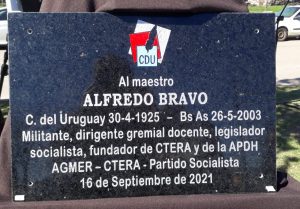 CDU
Al maestro
ALFREDO BRAVO
C. del Uruguay 30-4-1925 – Bs As 26-5-2003
Militante, dirigente gremial docente, legislador
socialista, fundador de CTERA y de la APDH
AGMER – CTERA - Partido Socialista
16 de Septiembre de 2021